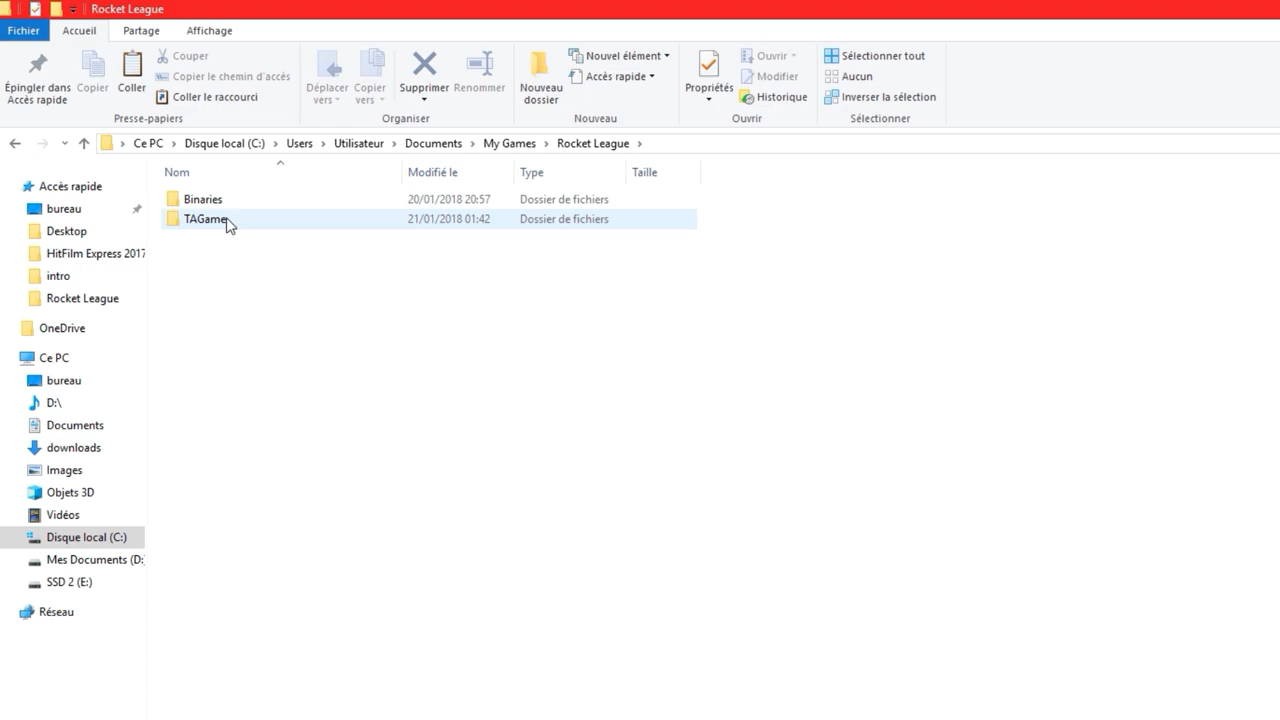 Rocket League
Fichier Accueil Partage Affichage
Épingler dans
Accès rapide
Copier
Coller
Couper
Copier le chemin d'accès
Coller le raccourci
Presse-papiers
Déplacer
vers
Copier
vers
Supprimer
Renommer
Organiser
Nouveau
dossier
Nouvel élément
Accès rapide
Nouveau
Propriétés
Ouvrir
Modifier
Historique
Ouvrir
Sélectionner tout
Aucun
Inverser la sélection
Sélectionner
Ce PC > Disque local (C:) > Users > Utilisateur > Documents > My Games > Rocket League >
Accès rapide
bureau
Desktop
HitFilm Express 2017
intro
Rocket League
OneDrive
Ce PC
bureau
D:\
Documents
downloads
Images
Objets 3D
Vidéos
Disque local (C:)
Mes Documents (D:
SSD 2 (E:)
Réseau
Nom Modifié le Type Taille
Binaries 20/01/2018 20:57 Dossier de fichiers
TAGame 21/01/2018 01:42 Dossier de fichiers